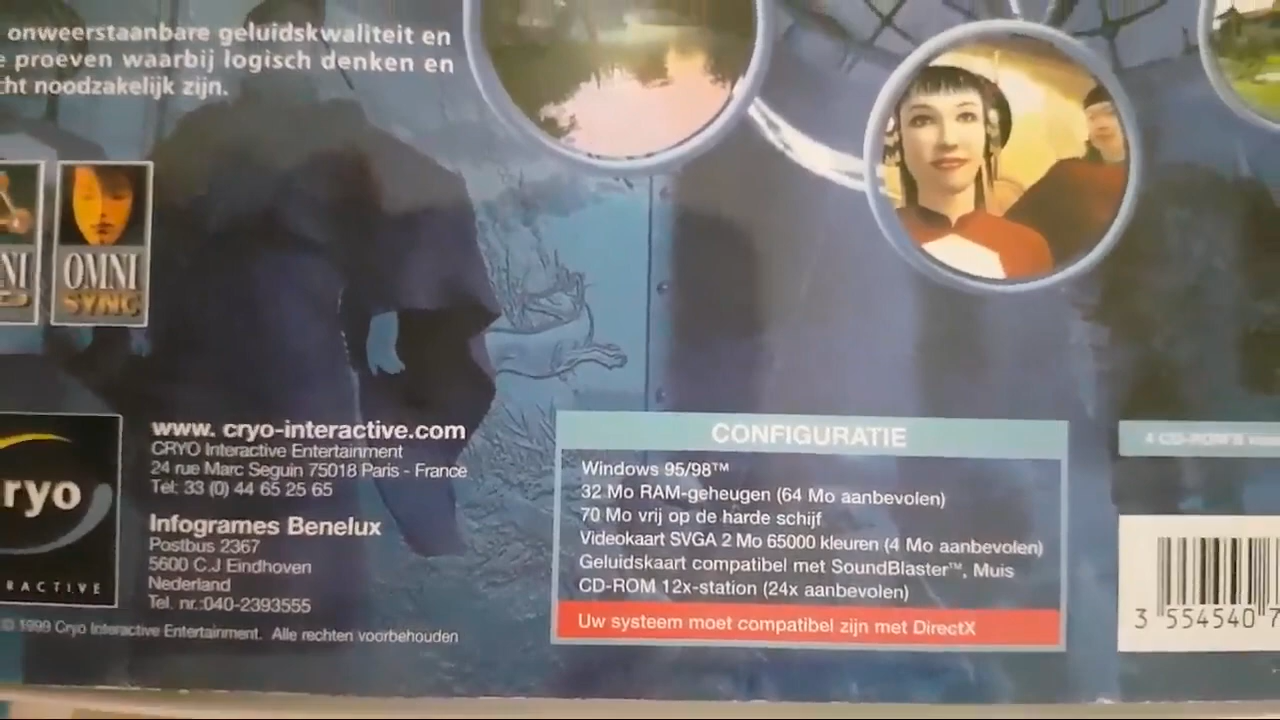 onweerstaanbare geluidskwaliteit en
proeven waarbij logisch denken en
noodzakelijk zijn.
OMNI
SYNC
www. cryo-interactive.com
CRYO Interactive Entertainment
24 rue Marc Seguin 75018 Paris - France
Tél: 33 (0) 44 65 25 65
Infogrames Benelux
Postbus 2367
5600 C.J Eindhoven
Nederland
Tel. nr.:040-2393555
© 1999 Cryo Interactive Entertainment. Alle rechten voorbehouden
CONFIGURATIE
Windows 95/98™
32 Mo RAM-geheugen (64 Mo aanbevolen)
70 Mo vrij op de harde schijf
Videokaart SVGA 2 Mo 65000 kleuren (4 Mo aanbevolen)
Geluidskaart compatibel met SoundBlaster™, Muis
CD-ROM 12x-station (24x aanbevolen)
Uw systeem moet compatibel zijn met DirectX
4 CD-ROM'S
3 554540 7